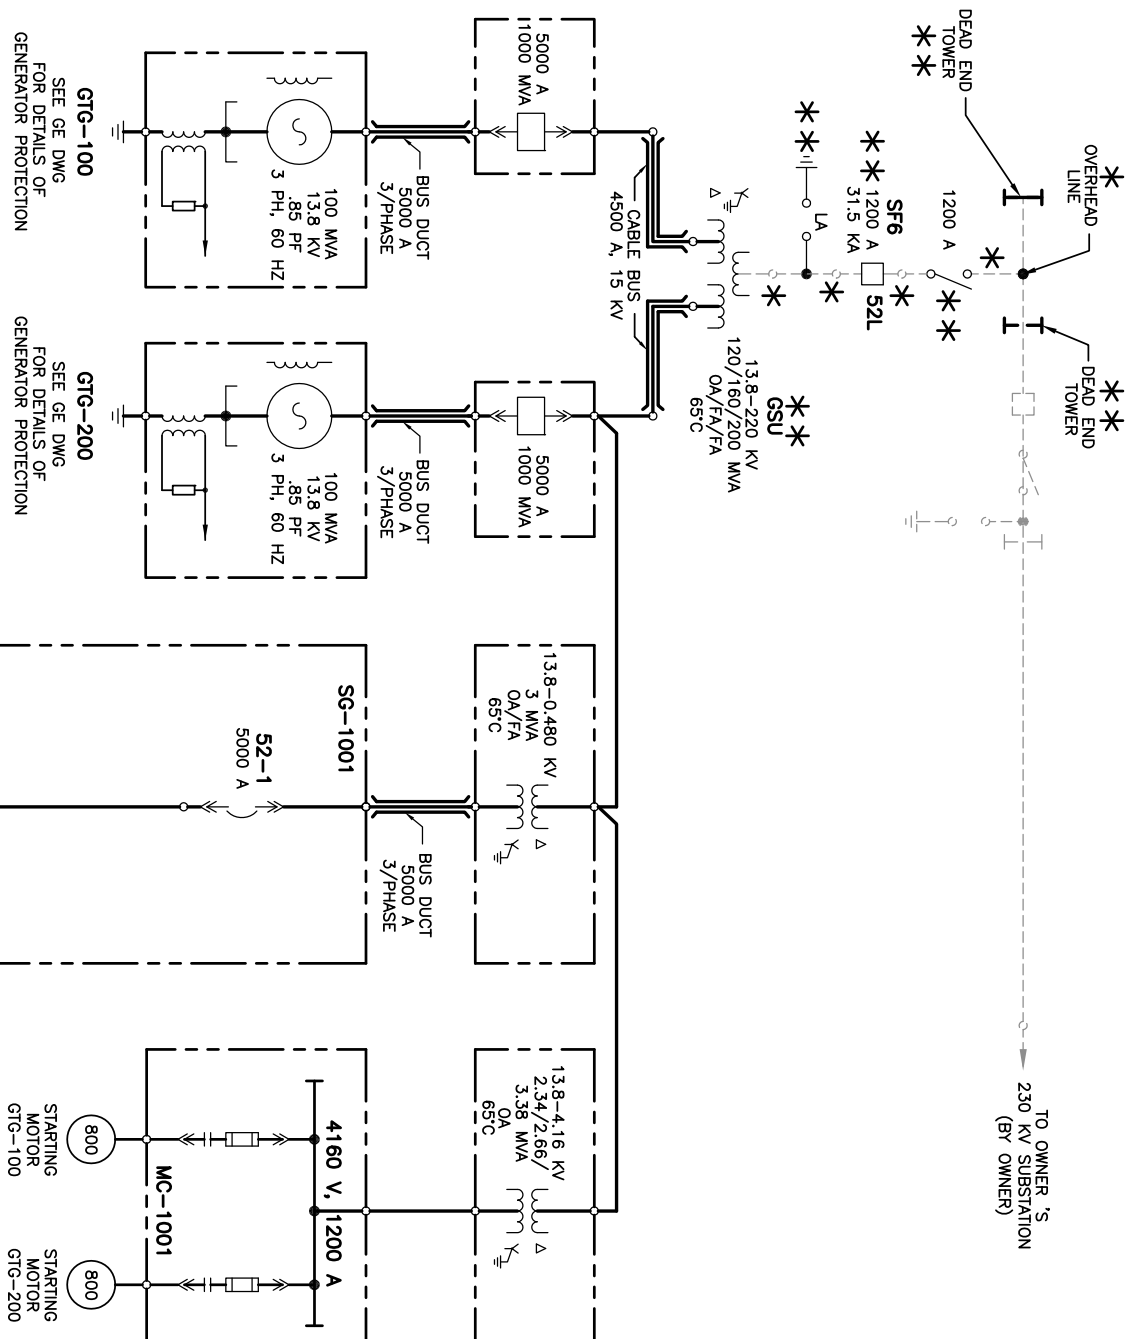 DEAD END
TOWER
OVERHEAD
LINE
DEAD END
TOWER
TO OWNER 'S
230 KV SUBSTATION
(BY OWNER)
1200 A
SF6
1200 A
31.5 KA
52L
LA
GSU
13.8-220 KV
120/160/200 MVA
OA/FA/FA
65°C
CABLE BUS
4500 A, 15 KV
5000 A
1000 MVA
BUS DUCT
5000 A
3/PHASE
100 MVA
13.8 KV
.85 PF
3 PH, 60 HZ
GTG-100
SEE GE DWG
FOR DETAILS OF
GENERATOR PROTECTION
5000 A
1000 MVA
BUS DUCT
5000 A
3/PHASE
100 MVA
13.8 KV
.85 PF
3 PH, 60 HZ
GTG-200
SEE GE DWG
FOR DETAILS OF
GENERATOR PROTECTION
13.8-0.480 KV
3 MVA
OA/FA
65°C
BUS DUCT
5000 A
3/PHASE
SG-1001
52-1
5000 A
13.8-4.16 KV
2.34/2.66/
3.38 MVA
OA
65°C
4160 V, 1200 A
MC-1001
800
STARTING
MOTOR
GTG-100
800
STARTING
MOTOR
GTG-200